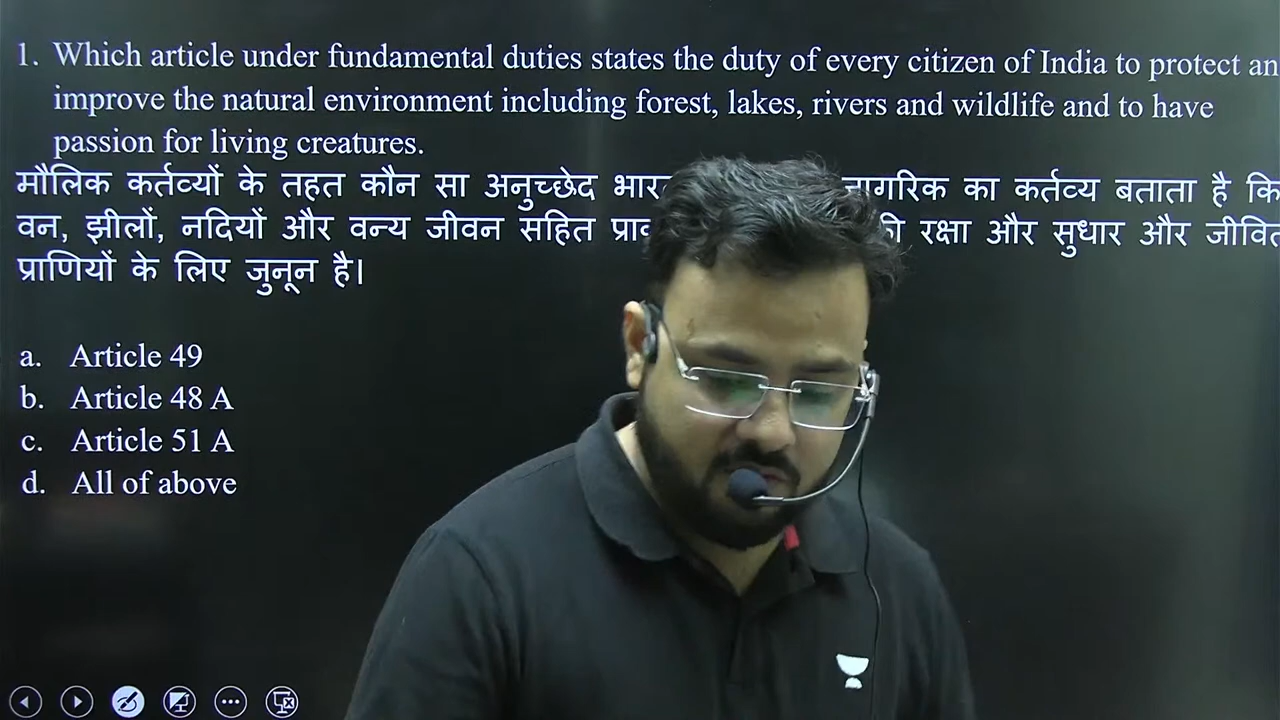 1. Which article under fundamental duties states the duty of every citizen of India to protect an
improve the natural environment including forest, lakes, rivers and wildlife and to have
passion for living creatures.
मौलिक कर्तव्यों के तहत कौन सा अनुच्छेद नागरिक का कर्तव्य बताता है कि
वन, झीलों, नदियों और वन्य जीवन सहित रक्षा और सुधार और
प्राणियों के लिए जुनून है।
a. Article 49
b. Article 48 A
c. Article 51 A
d. All of above